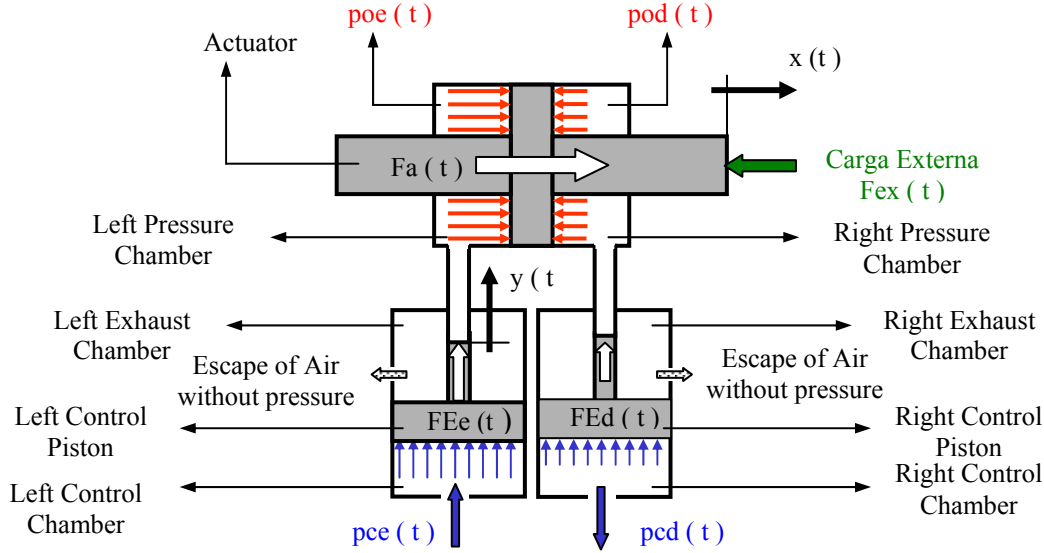 poe ( t )
pod ( t )
Actuator
x (t )
Fa ( t )
Carga Externa
Fex ( t )
Left Pressure
Chamber
Right Pressure
Chamber
y ( t
Left Exhaust
Chamber
Right Exhaust
Chamber
Escape of Air
without pressure
Escape of Air
without pressure
Left Control
Piston
FEe (t )
FEd ( t )
Right Control
Piston
Left Control
Chamber
Right Control
Chamber
pce ( t )
pcd ( t )